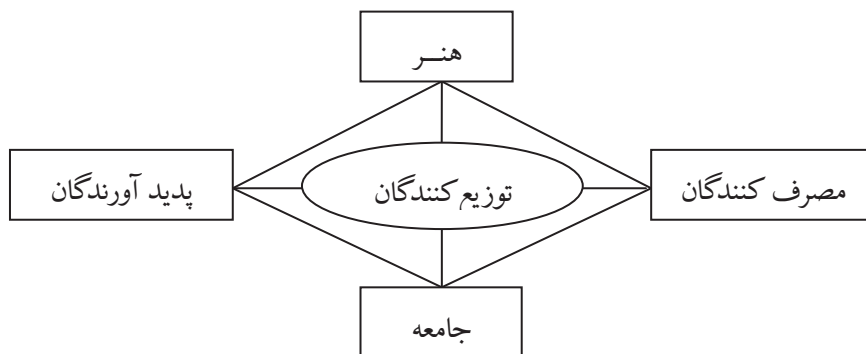 هنــر
مصرف کنندگان
توزیع کنندگان
پدید آورندگان
جامعه